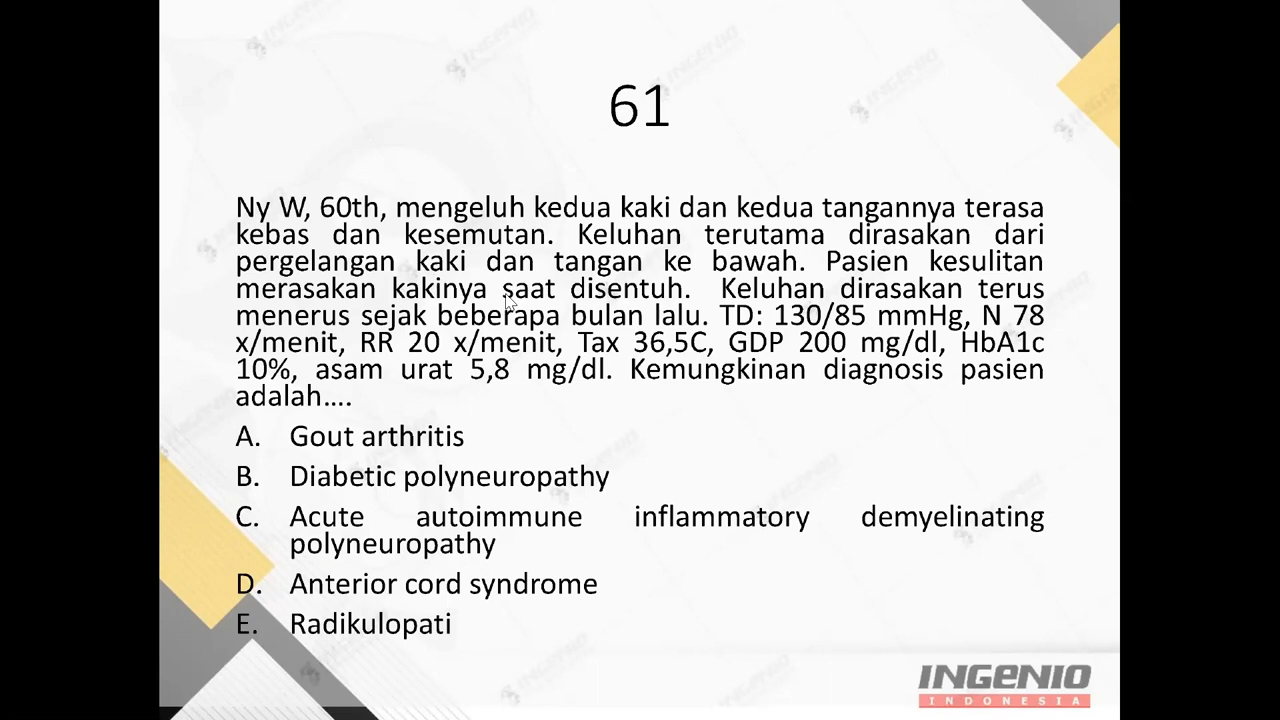 61
Ny W, 60th, mengeluh kedua kaki dan kedua tangannya terasa
kebas dan kesemutan. Keluhan terutama dirasakan dari
pergelangan kaki dan tangan ke bawah. Pasien kesulitan
merasakan kakinya saat disentuh. Keluhan dirasakan terus
menerus sejak beberapa bulan lalu. TD: 130/85 mmHg, N 78
x/menit, RR 20 x/menit, Tax 36,5C, GDP 200 mg/dl, HbA1c
10%, asam urat 5,8 mg/dl. Kemungkinan diagnosis pasien
adalah....
A. Gout arthritis
B. Diabetic polyneuropathy
C. Acute autoimmune inflammatory demyelinating
polyneuropathy
D. Anterior cord syndrome
E. Radikulopati
INGENIO
INDONESIA